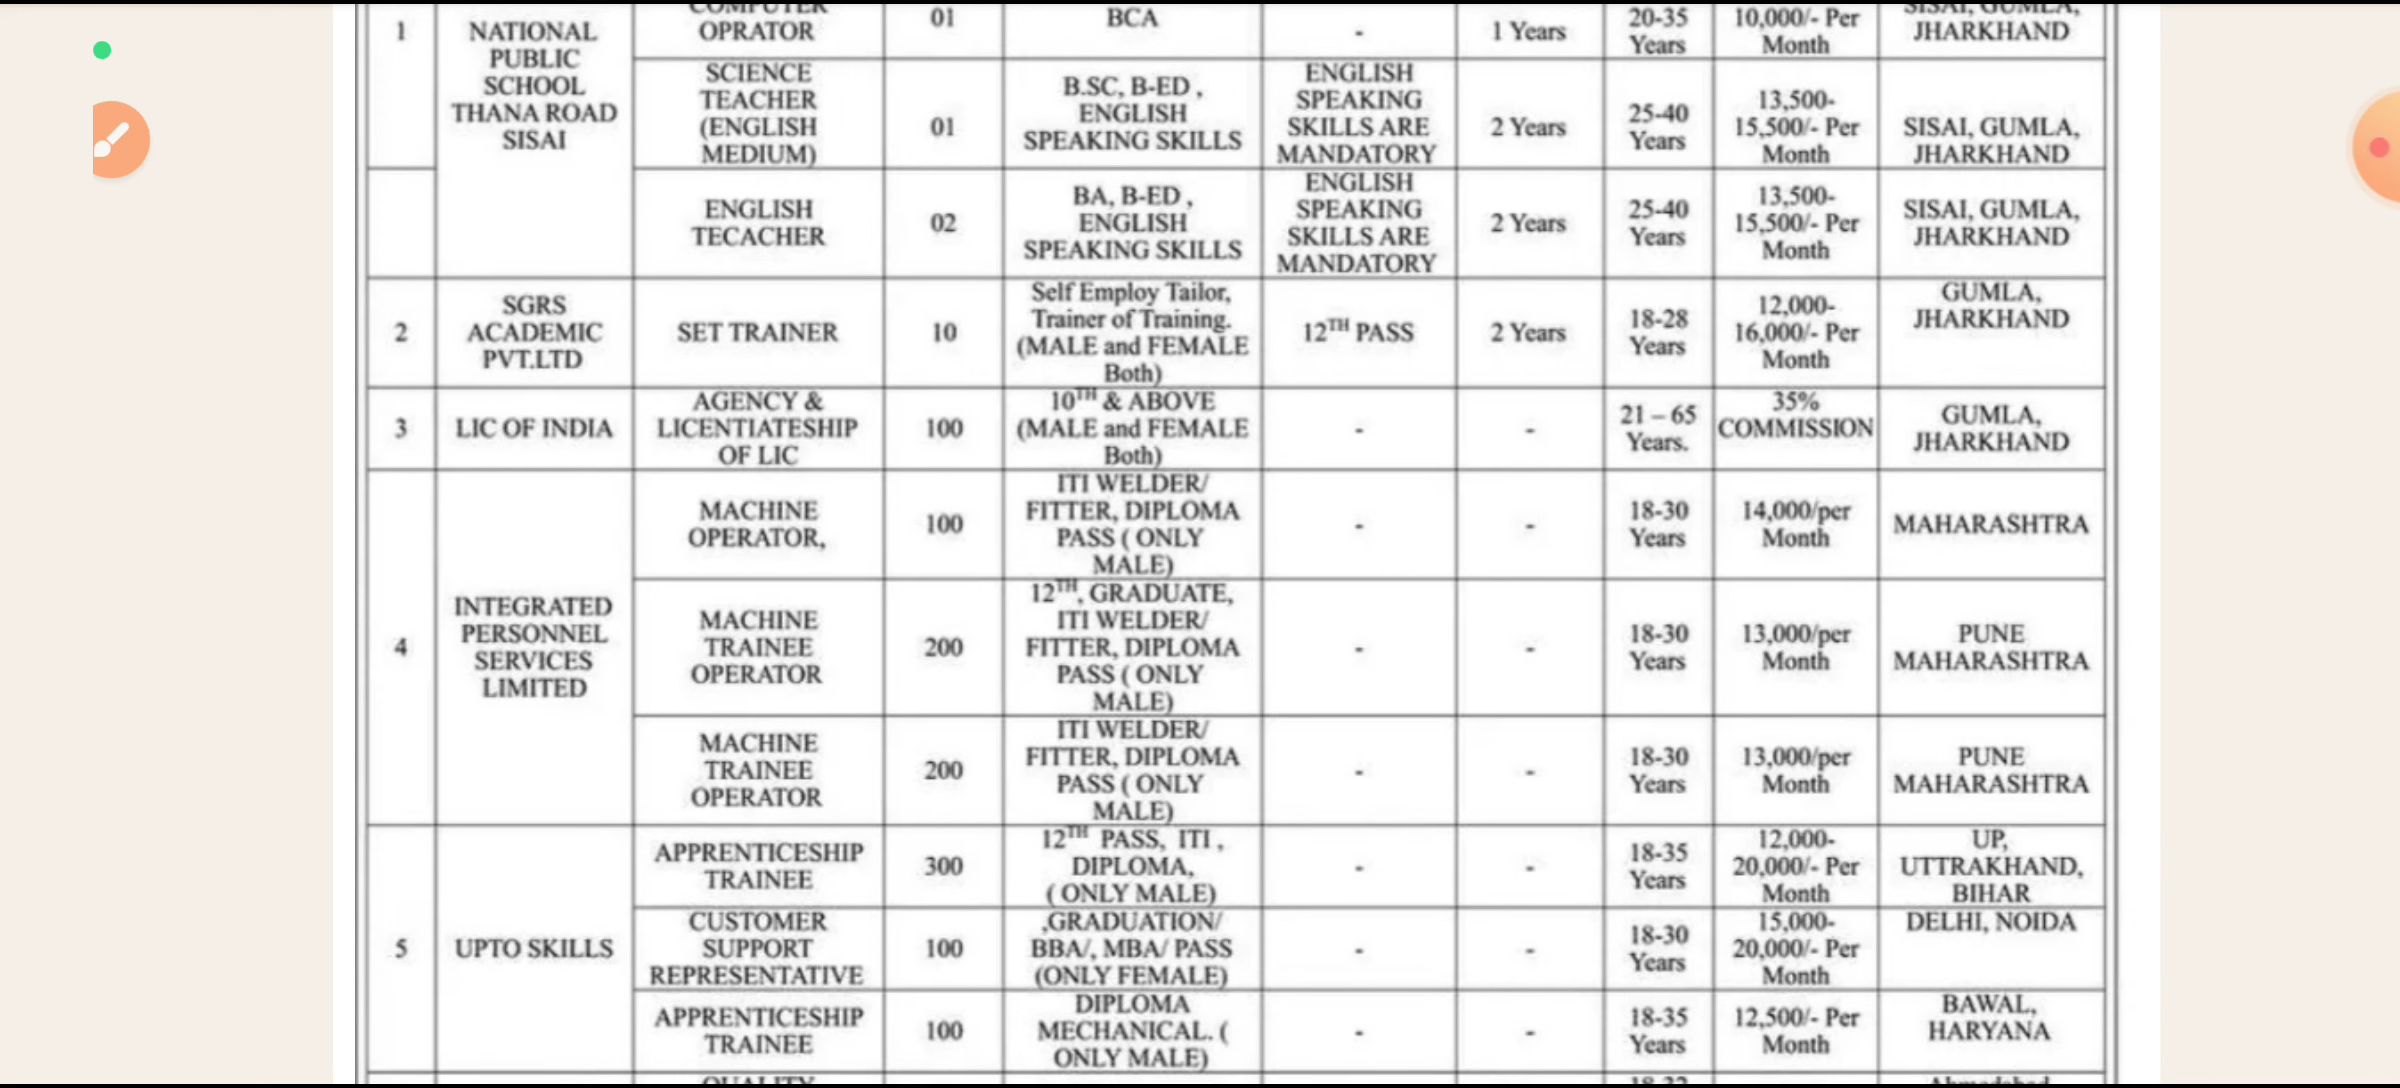 1
NATIONAL
PUBLIC
SCHOOL
THANA ROAD
SISAI
COMPUTER
OPRATOR
01
BCA
-
1 Years
20-35
Years
10,000/- Per
Month
SISAI, GUMLA,
JHARKHAND
SCIENCE
TEACHER
(ENGLISH
MEDIUM)
01
B.SC, B-ED ,
ENGLISH
SPEAKING SKILLS
ENGLISH
SPEAKING
SKILLS ARE
MANDATORY
2 Years
25-40
Years
13,500-
15,500/- Per
Month
SISAI, GUMLA,
JHARKHAND
ENGLISH
TECACHER
02
BA, B-ED ,
ENGLISH
SPEAKING SKILLS
ENGLISH
SPEAKING
SKILLS ARE
MANDATORY
2 Years
25-40
Years
13,500-
15,500/- Per
Month
SISAI, GUMLA,
JHARKHAND
2
SGRS
ACADEMIC
PVT.LTD
SET TRAINER
10
Self Employ Tailor,
Trainer of Training.
(MALE and FEMALE
Both)
12TH PASS
2 Years
18-28
Years
12,000-
16,000/- Per
Month
GUMLA,
JHARKHAND
3
LIC OF INDIA
AGENCY &
LICENTIATESHIP
OF LIC
100
10TH & ABOVE
(MALE and FEMALE
Both)
-
-
21 – 65
Years.
35%
COMMISSION
GUMLA,
JHARKHAND
4
INTEGRATED
PERSONNEL
SERVICES
LIMITED
MACHINE
OPERATOR,
100
ITI WELDER/
FITTER, DIPLOMA
PASS ( ONLY
MALE)
-
-
18-30
Years
14,000/per
Month
MAHARASHTRA
MACHINE
TRAINEE
OPERATOR
200
12TH, GRADUATE,
ITI WELDER/
FITTER, DIPLOMA
PASS ( ONLY
MALE)
-
-
18-30
Years
13,000/per
Month
PUNE
MAHARASHTRA
MACHINE
TRAINEE
OPERATOR
200
ITI WELDER/
FITTER, DIPLOMA
PASS ( ONLY
MALE)
-
-
18-30
Years
13,000/per
Month
PUNE
MAHARASHTRA
5
UPTO SKILLS
APPRENTICESHIP
TRAINEE
300
12TH PASS, ITI ,
DIPLOMA,
( ONLY MALE)
-
-
18-35
Years
12,000-
20,000/- Per
Month
UP,
UTTRAKHAND,
BIHAR
CUSTOMER
SUPPORT
REPRESENTATIVE
100
,GRADUATION/
BBA/, MBA/ PASS
(ONLY FEMALE)
-
-
18-30
Years
15,000-
20,000/- Per
Month
DELHI, NOIDA
APPRENTICESHIP
TRAINEE
100
DIPLOMA
MECHANICAL. (
ONLY MALE)
-
-
18-35
Years
12,500/- Per
Month
BAWAL,
HARYANA
QUALITY
18-32
Ahmedabad